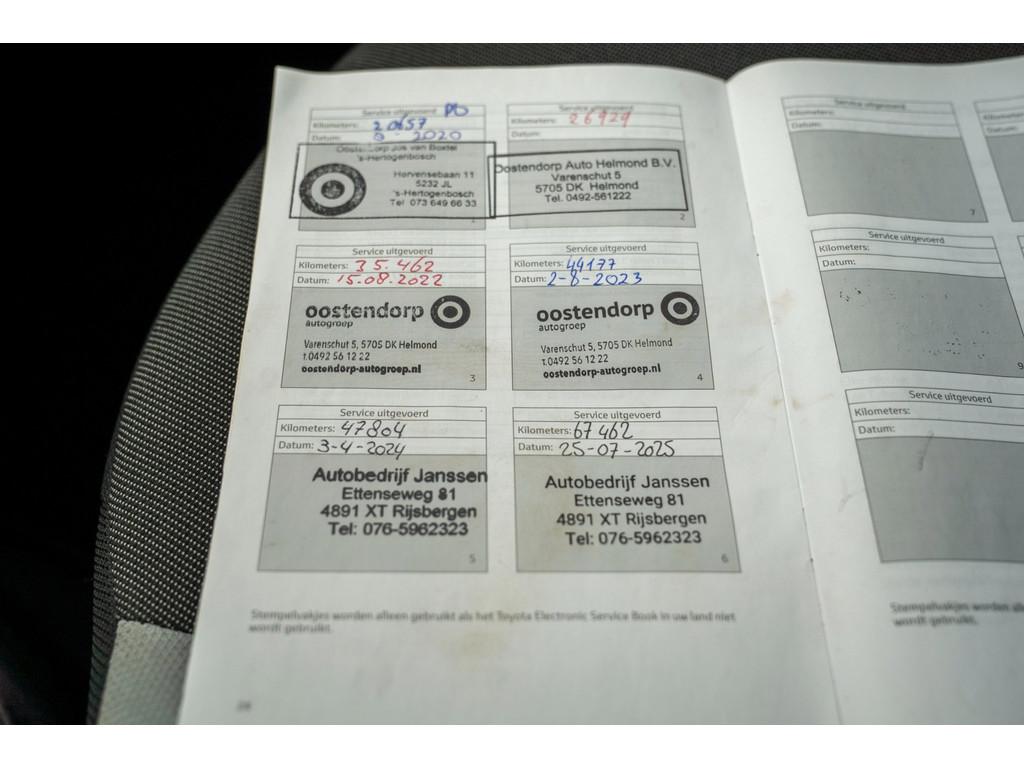 Service uitgevoerd
Kilometers: 20657
Datum: 2020
Oostendorp Jos van Boxtel
's-Hertogenbosch
Hervensebaan 11
5232 JL
's-Hertogenbosch
Tel 073 649 66 33
1
Service uitgevoerd
Kilometers: 26929
Datum:
Oostendorp Auto Helmond B.V.
Varenschut 5
5705 DK Helmond
Tel. 0492-561222
2
Service uitgevoerd
Kilometers: 35.462
Datum: 15.08.2022
oostendorp
autogroep
Varenschut 5, 5705 DK Helmond
t.0492 56 12 22
oostendorp-autogroep.nl
3
Service uitgevoerd
Kilometers: 44177
Datum: 2-8-2023
oostendorp
autogroep
Varenschut 5, 5705 DK Helmond
t.0492 56 12 22
oostendorp-autogroep.nl
4
Service uitgevoerd
Kilometers: 47804
Datum: 3-4-2024
Autobedrijf Janssen
Ettenseweg 81
4891 XT Rijsbergen
Tel: 076-5962323
5
Service uitgevoerd
Kilometers: 67462
Datum: 25-07-2025
Autobedrijf Janssen
Ettenseweg 81
4891 XT Rijsbergen
Tel: 076-5962323
6
Stempelvakjes worden alleen gebruikt als het Toyota Electronic Service Book in uw land niet
wordt gebruikt.
Service uitgevoerd
Kilometers:
Datum:
7
Service uitgevoerd
Kilometers:
Datum:
9
Service uitgevoerd
Kilometers:
Datum:
Stempelvakjes worden
wordt gebruikt.